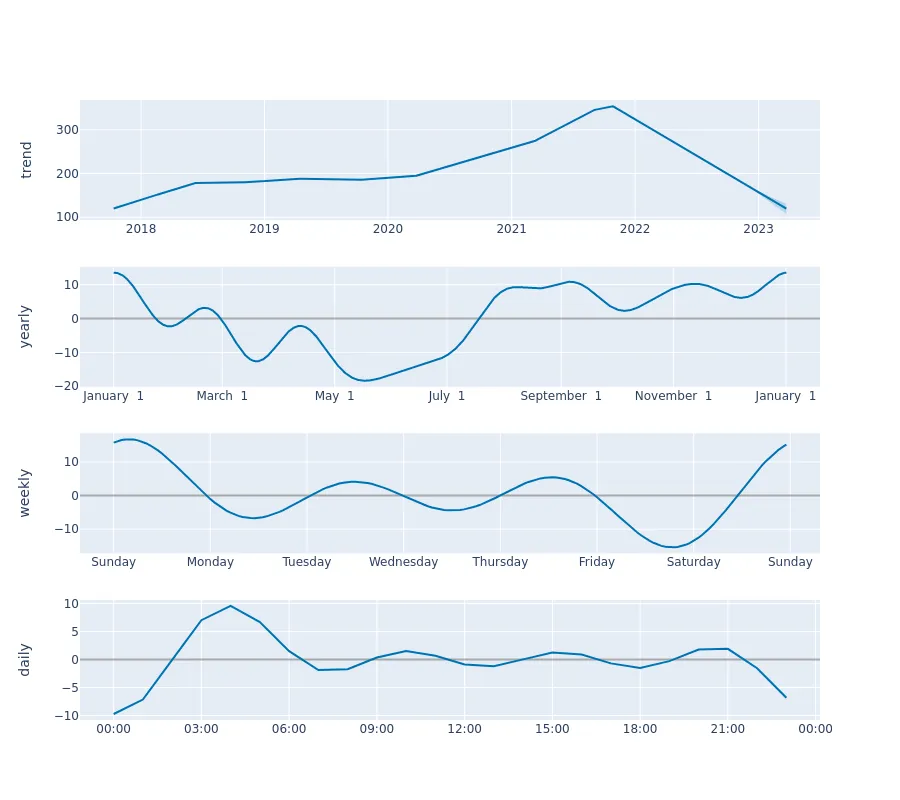 trend
300
200
100
2018 2019 2020 2021 2022 2023
yearly
10
0
−10
−20
January 1 March 1 May 1 July 1 September 1 November 1 January 1
weekly
10
0
−10
Sunday Monday Tuesday Wednesday Thursday Friday Saturday Sunday
daily
10
5
0
−5
−10
00:00 03:00 06:00 09:00 12:00 15:00 18:00 21:00 00:00